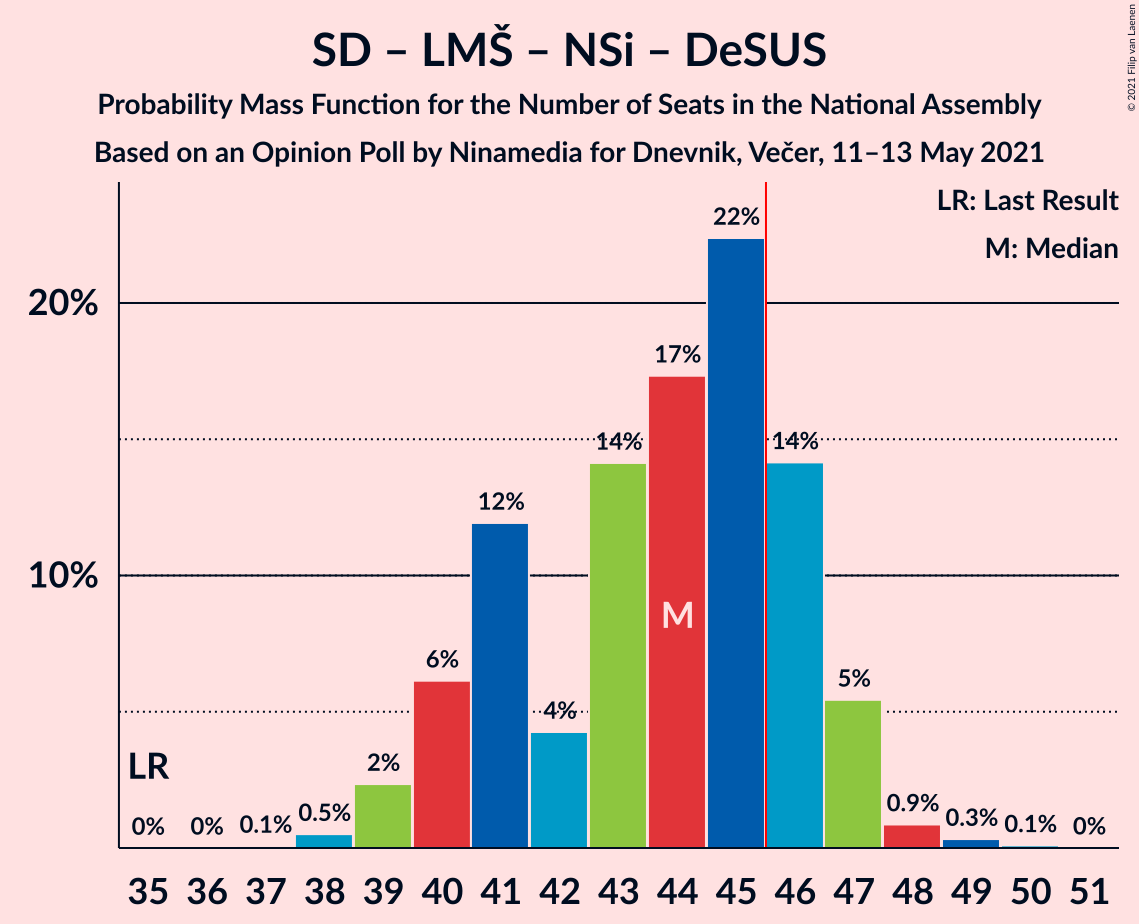 SD – LMŠ – NSi – DeSUS
Probability Mass Function for the Number of Seats in the National Assembly
Based on an Opinion Poll by Ninamedia for Dnevnik, Večer, 11–13 May 2021
© 2021 Filip van Laenen
LR: Last Result
M: Median
20%
10%
LR
M
0% 0% 0.1% 0.5% 2% 6% 12% 4% 14% 17% 22% 14% 5% 0.9% 0.3% 0.1% 0%
35 36 37 38 39 40 41 42 43 44 45 46 47 48 49 50 51